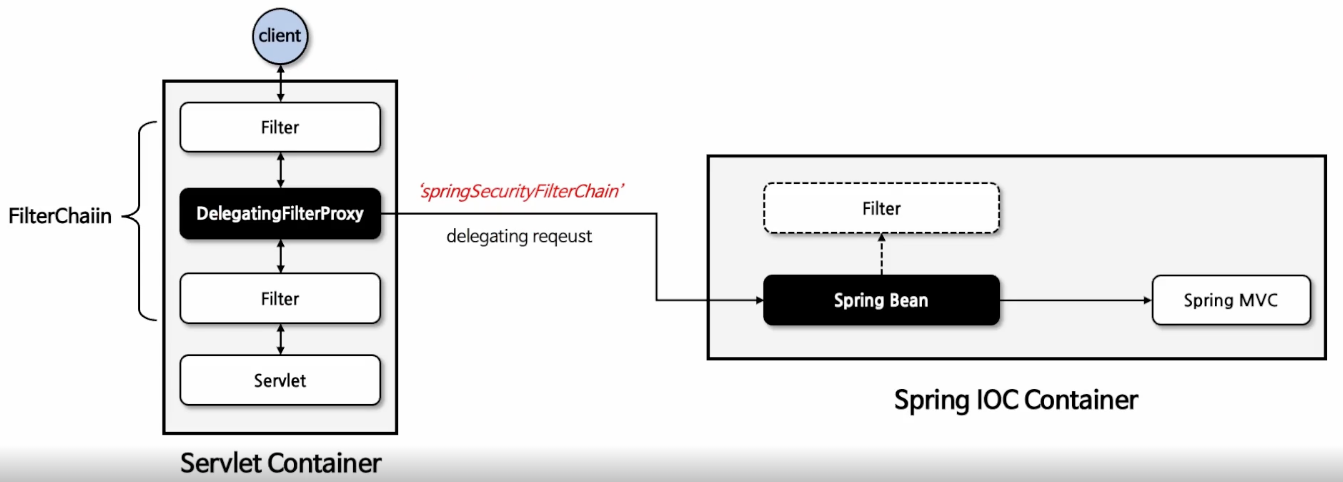 client
Filter
FilterChaiin
DelegatingFilterProxy
'springSecurityFilterChain'
delegating reqeust
Filter
Servlet
Servlet Container
Filter
Spring Bean
Spring MVC
Spring IOC Container